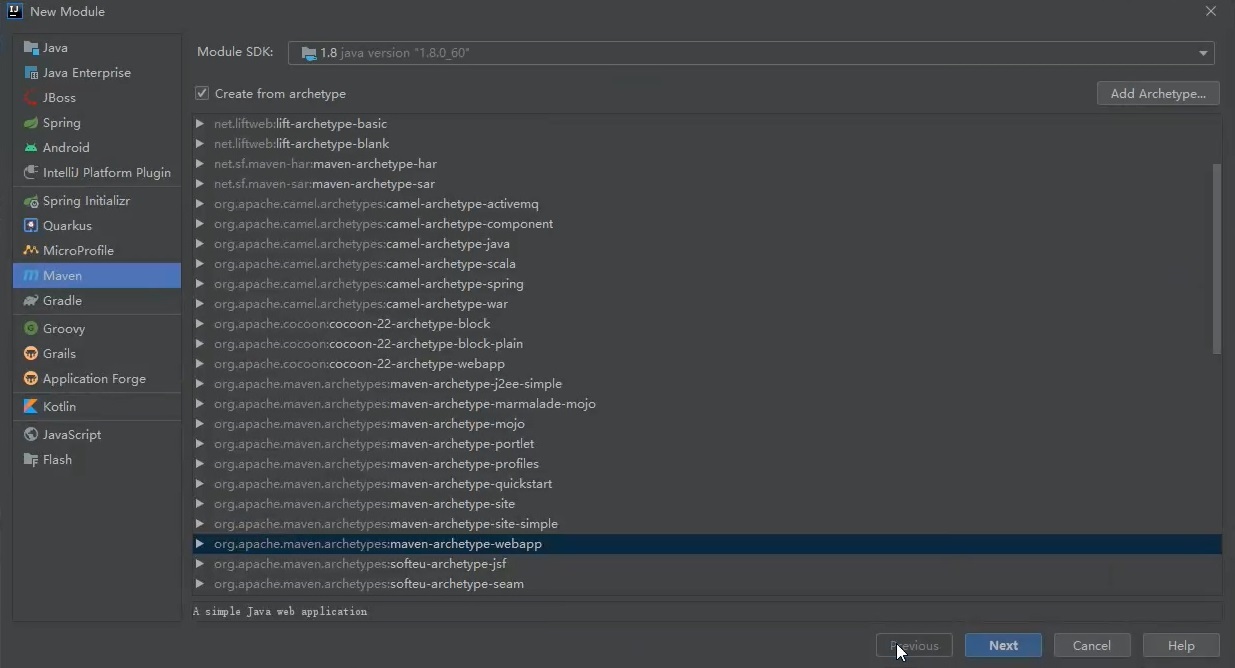 New Module
Java
Java Enterprise
JBoss
Spring
Android
IntelliJ Platform Plugin
Spring Initializr
Quarkus
MicroProfile
Maven
Gradle
Groovy
Grails
Application Forge
Kotlin
JavaScript
Flash
Module SDK: 1.8 java version "1.8.0_60"
Create from archetype Add Archetype...
net.liftweb:lift-archetype-basic
net.liftweb:lift-archetype-blank
net.sf.maven-har:maven-archetype-har
net.sf.maven-sar:maven-archetype-sar
org.apache.camel.archetypes:camel-archetype-activemq
org.apache.camel.archetypes:camel-archetype-component
org.apache.camel.archetypes:camel-archetype-java
org.apache.camel.archetypes:camel-archetype-scala
org.apache.camel.archetypes:camel-archetype-spring
org.apache.camel.archetypes:camel-archetype-war
org.apache.cocoon:cocoon-22-archetype-block
org.apache.cocoon:cocoon-22-archetype-block-plain
org.apache.cocoon:cocoon-22-archetype-webapp
org.apache.maven.archetypes:maven-archetype-j2ee-simple
org.apache.maven.archetypes:maven-archetype-marmalade-mojo
org.apache.maven.archetypes:maven-archetype-mojo
org.apache.maven.archetypes:maven-archetype-portlet
org.apache.maven.archetypes:maven-archetype-profiles
org.apache.maven.archetypes:maven-archetype-quickstart
org.apache.maven.archetypes:maven-archetype-site
org.apache.maven.archetypes:maven-archetype-site-simple
org.apache.maven.archetypes:maven-archetype-webapp
org.apache.maven.archetypes:softeu-archetype-jsf
org.apache.maven.archetypes:softeu-archetype-seam
A simple Java web application
Previous Next Cancel Help